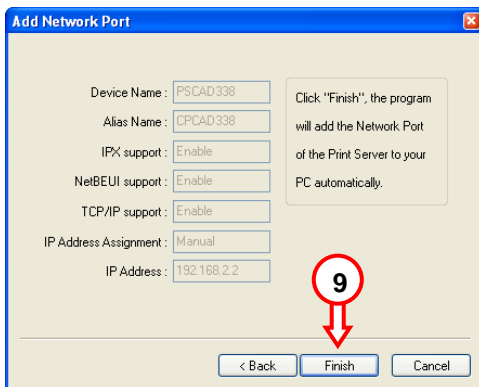 Add Network Port
Device Name : PSCAD338
Alias Name : CPCAD338
IPX support : Enable
NetBEUI support : Enable
TCP/IP support : Enable
IP Address Assignment : Manual
IP Address : 192.168.2.2
Click "Finish", the program
will add the Network Port
of the Print Server to your
PC automatically.
9
< Back Finish Cancel